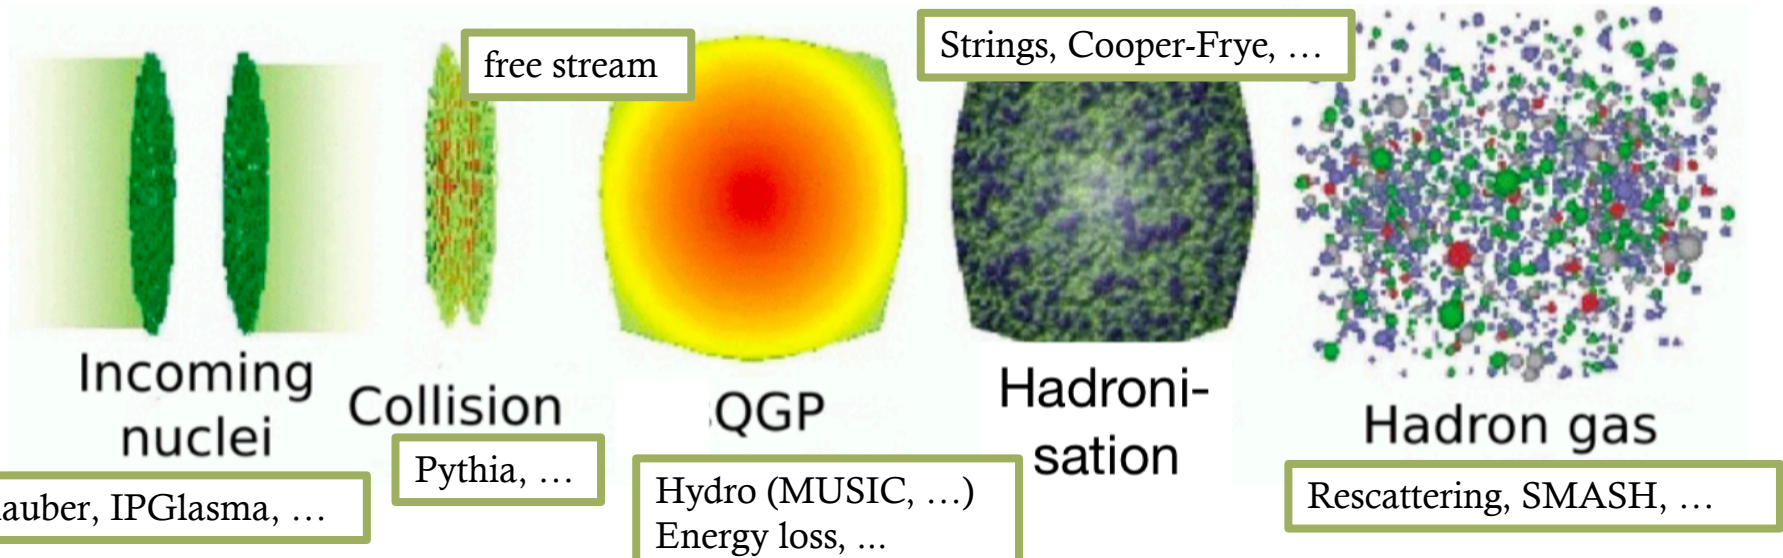 free stream
Strings, Cooper-Frye, …
Incoming
nuclei
Collision
QGP
Hadroni-
sation
Hadron gas
auber, IPGlasma, …
Pythia, …
Hydro (MUSIC, …)
Energy loss, ...
Rescattering, SMASH, …